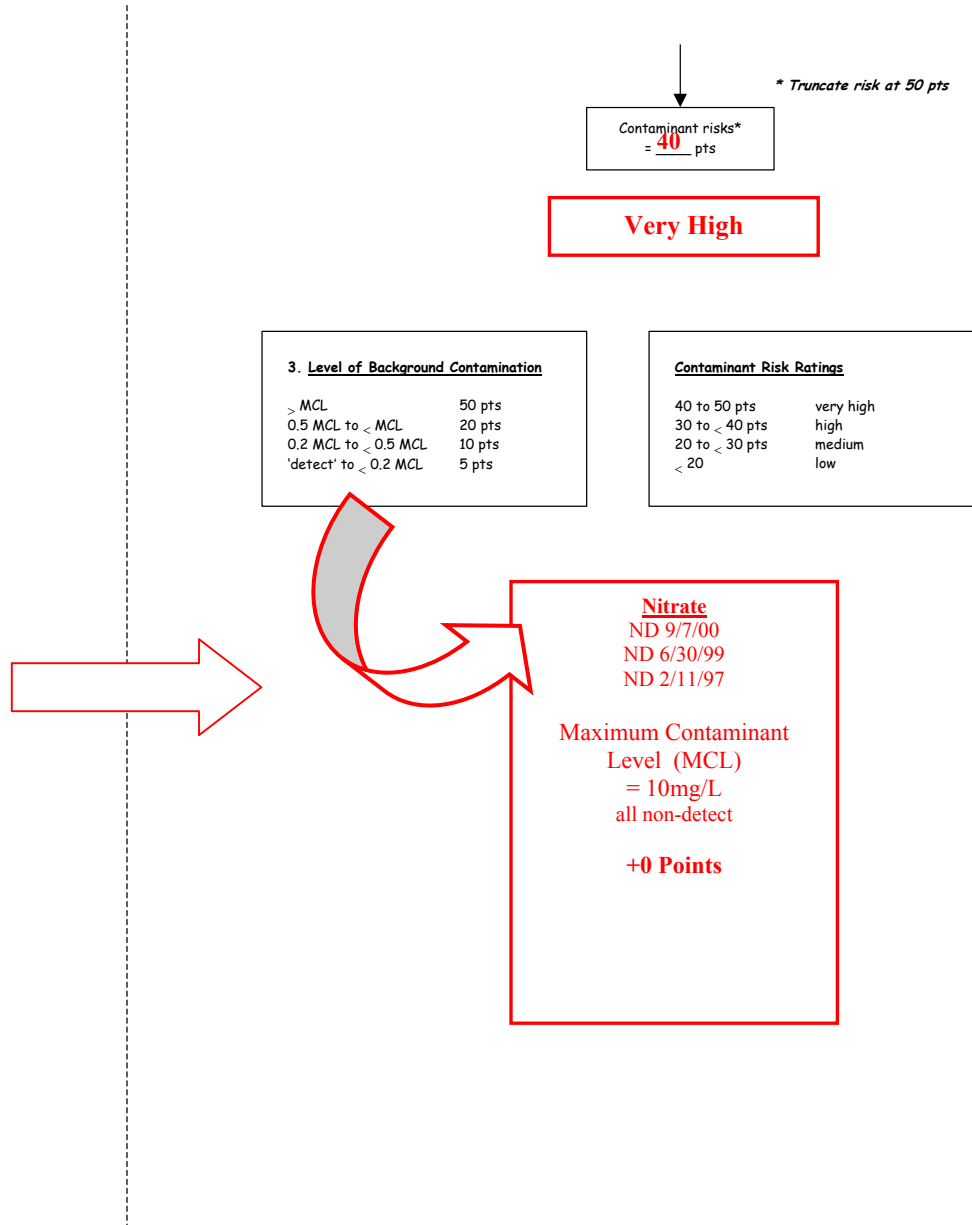 * Truncate risk at 50 pts
Contaminant risks*
= 40 pts
Very High
3. Level of Background Contamination
> MCL 50 pts
0.5 MCL to < MCL 20 pts
0.2 MCL to < 0.5 MCL 10 pts
'detect' to < 0.2 MCL 5 pts
Contaminant Risk Ratings
40 to 50 pts very high
30 to < 40 pts high
20 to < 30 pts medium
< 20 low
Nitrate
ND 9/7/00
ND 6/30/99
ND 2/11/97
Maximum Contaminant
Level (MCL)
= 10mg/L
all non-detect
+0 Points